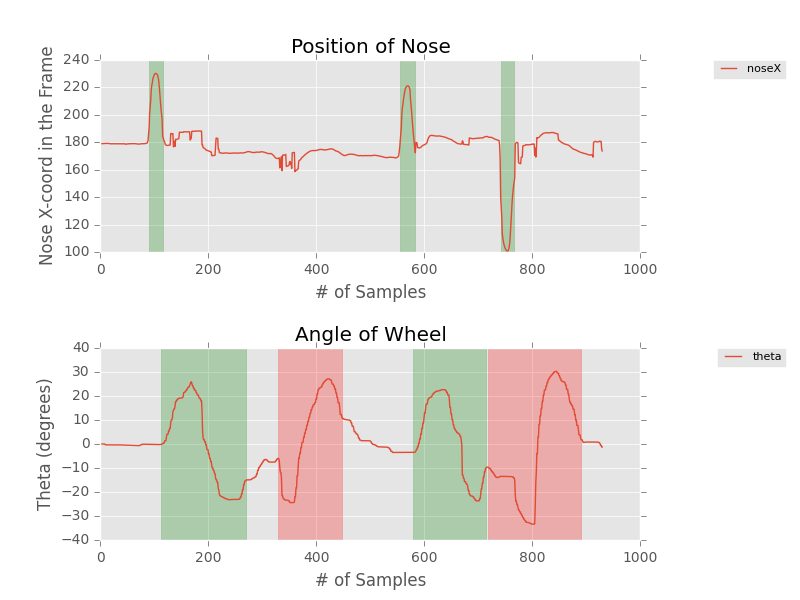 Position of Nose
240
220
200
180
160
140
120
100
Nose X-coord in the Frame
0 200 400 600 800 1000
# of Samples
noseX
Angle of Wheel
40
30
20
10
0
−10
−20
−30
−40
Theta (degrees)
0 200 400 600 800 1000
# of Samples
theta